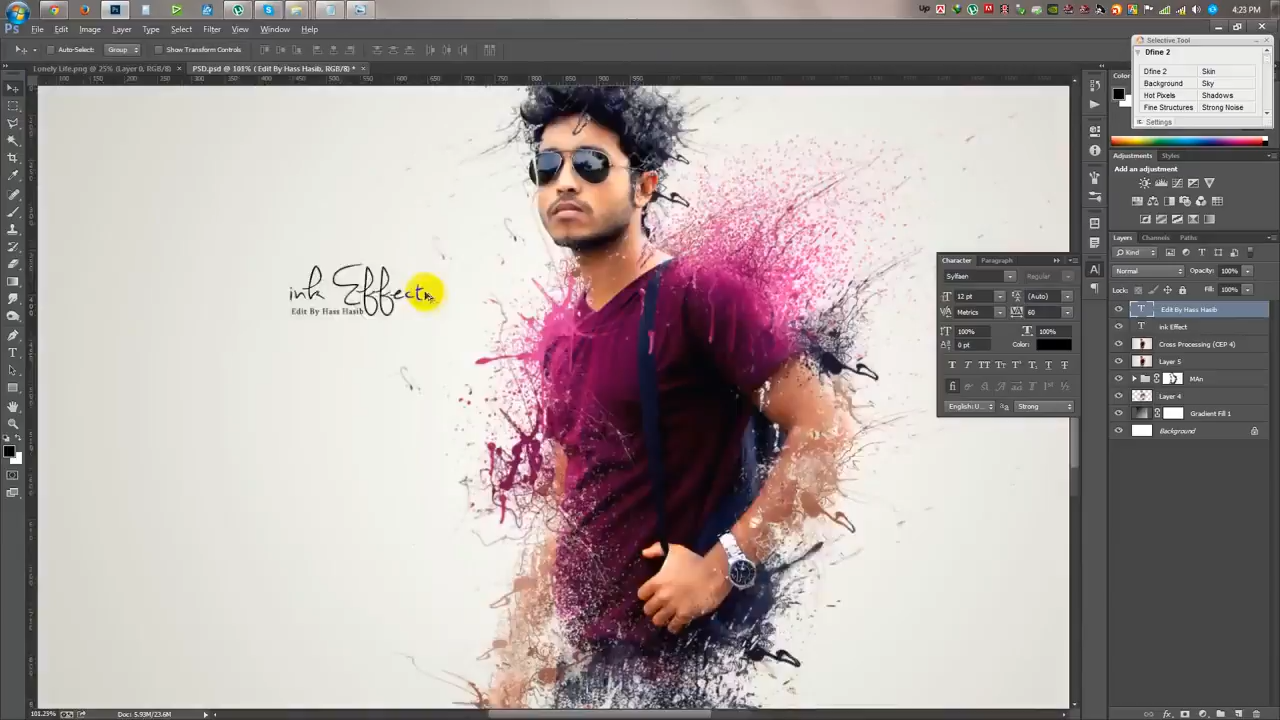 Up
4:23 PM
Ps
File Edit Image Layer Type Select Filter View Window Help
Auto-Select: Group Show Transform Controls
Lonely Life.png @ 25% (Layer 0, RGB/8) × PSD.psd @ 101% ( Edit By Hass Hasib, RGB/8) * ×
Selective Tool
Dfine 2
Dfine 2 Skin
Background Sky
Hot Pixels Shadows
Fine Structures Strong Noise
Settings
Color
Adjustments Styles
Add an adjustment
Layers Channels Paths
Kind
Normal Opacity: 100%
Lock: Fill: 100%
T Edit By Hass Hasib
T ink Effect
Cross Processing (CEP 4)
Layer 5
MAn
Layer 4
Gradient Fill 1
Background
Character Paragraph
Sylfaen Regular
12 pt (Auto)
Metrics 60
100% 100%
0 pt Color:
English: U... Strong
ink Effect
Edit By Hass Hasib
101.23% Doc: 5.93M/23.6M